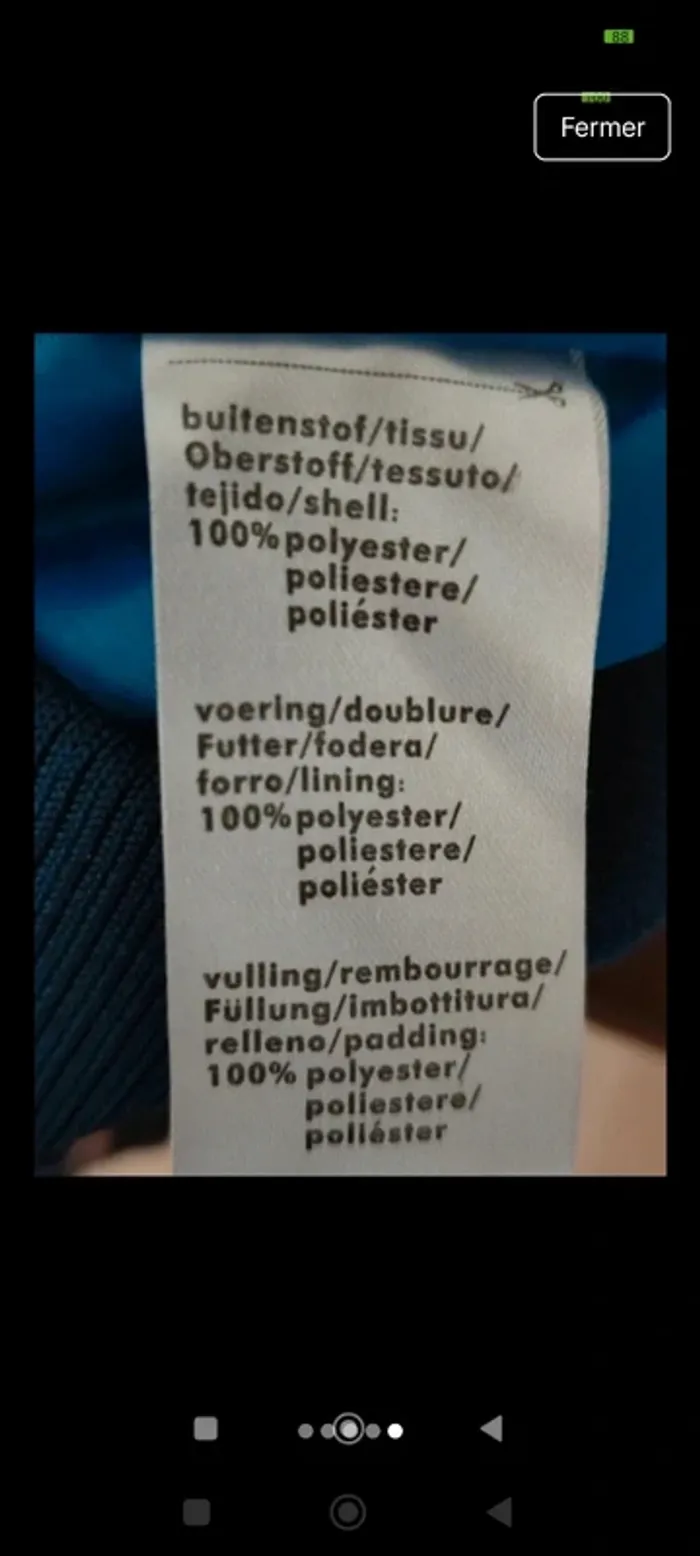 88
100
Fermer
buitenstof/tissu/
Oberstoff/tessuto/
tejido/shell:
100% polyester/
poliestere/
poliéster
voering/doublure/
Futter/fodera/
forro/lining:
100% polyester/
poliestere/
poliéster
vulling/rembourrage/
Füllung/imbottitura/
relleno/padding:
100% polyester/
poliestere/
poliéster